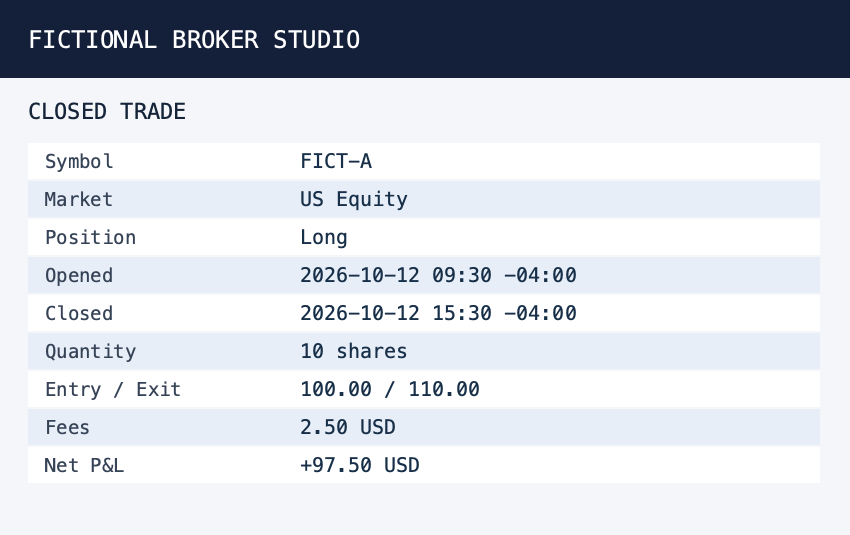 FICTIONAL BROKER STUDIO
CLOSED TRADE
Symbol FICT-A
Market US Equity
Position Long
Opened 2026-10-12 09:30 -04:00
Closed 2026-10-12 15:30 -04:00
Quantity 10 shares
Entry / Exit 100.00 / 110.00
Fees 2.50 USD
Net P&L +97.50 USD